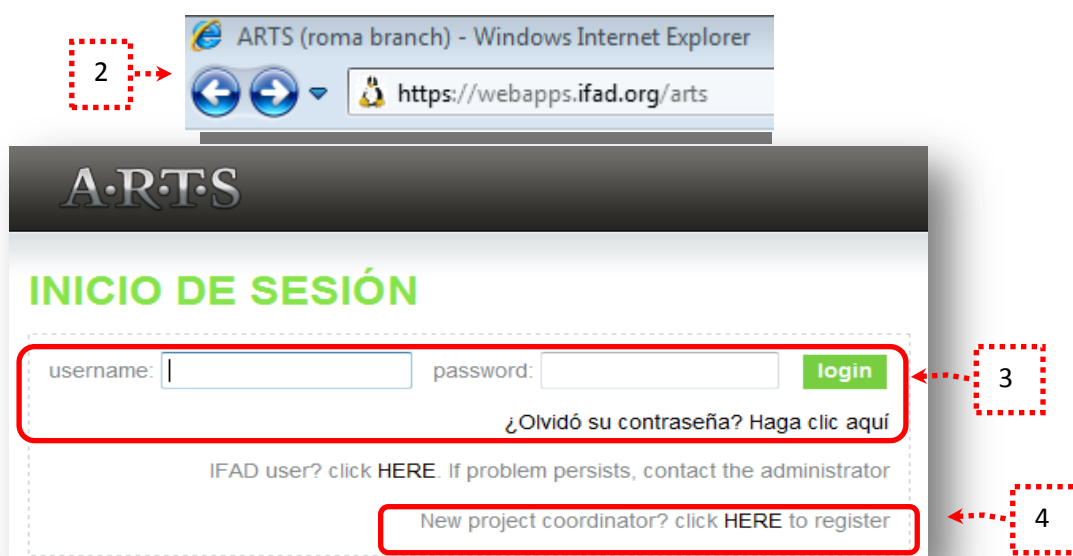 ARTS (roma branch) - Windows Internet Explorer
2
https://webapps.ifad.org/arts
A·R·T·S
INICIO DE SESIÓN
username: password: login
3
¿Olvidó su contraseña? Haga clic aquí
IFAD user? click HERE. If problem persists, contact the administrator
New project coordinator? click HERE to register
4